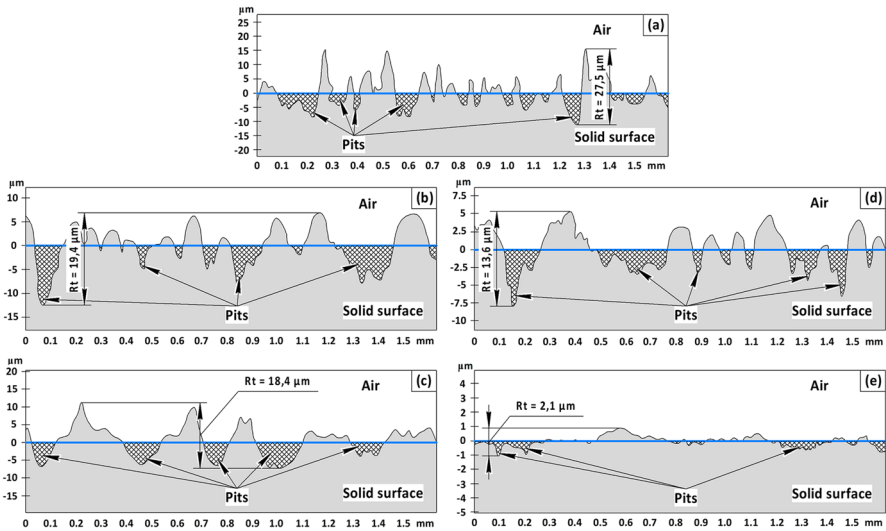 µm
20
15
10
5
0
-5
-10
-15
-20
Air
(a)
Rt = 27,5 µm
Pits
Solid surface
0 0.1 0.2 0.3 0.4 0.5 0.6 0.7 0.8 0.9 1.0 1.1 1.2 1.3 1.4 1.5 mm
µm
10
5
0
-5
-10
-15
Air
(b)
Rt = 19,4 µm
Pits
Solid surface
0 0.1 0.2 0.3 0.4 0.5 0.6 0.7 0.8 0.9 1.0 1.1 1.2 1.3 1.4 1.5 mm
µm
7.5
5
2.5
0
-2.5
-5
-7.5
-10
Air
(d)
Rt = 13,6 µm
Pits
Solid surface
0 0.1 0.2 0.3 0.4 0.5 0.6 0.7 0.8 0.9 1.0 1.1 1.2 1.3 1.4 1.5 mm
µm
20
15
10
5
0
-5
-10
-15
Rt = 18,4 µm
Air
(c)
Pits
Solid surface
0 0.1 0.2 0.3 0.4 0.5 0.6 0.7 0.8 0.9 1.0 1.1 1.2 1.3 1.4 1.5 mm
µm
4
3
2
1
0
-1
-2
-3
-4
-5
Rt = 2,1 µm
Air
(e)
Pits
Solid surface
0 0.1 0.2 0.3 0.4 0.5 0.6 0.7 0.8 0.9 1.0 1.1 1.2 1.3 1.4 1.5 mm